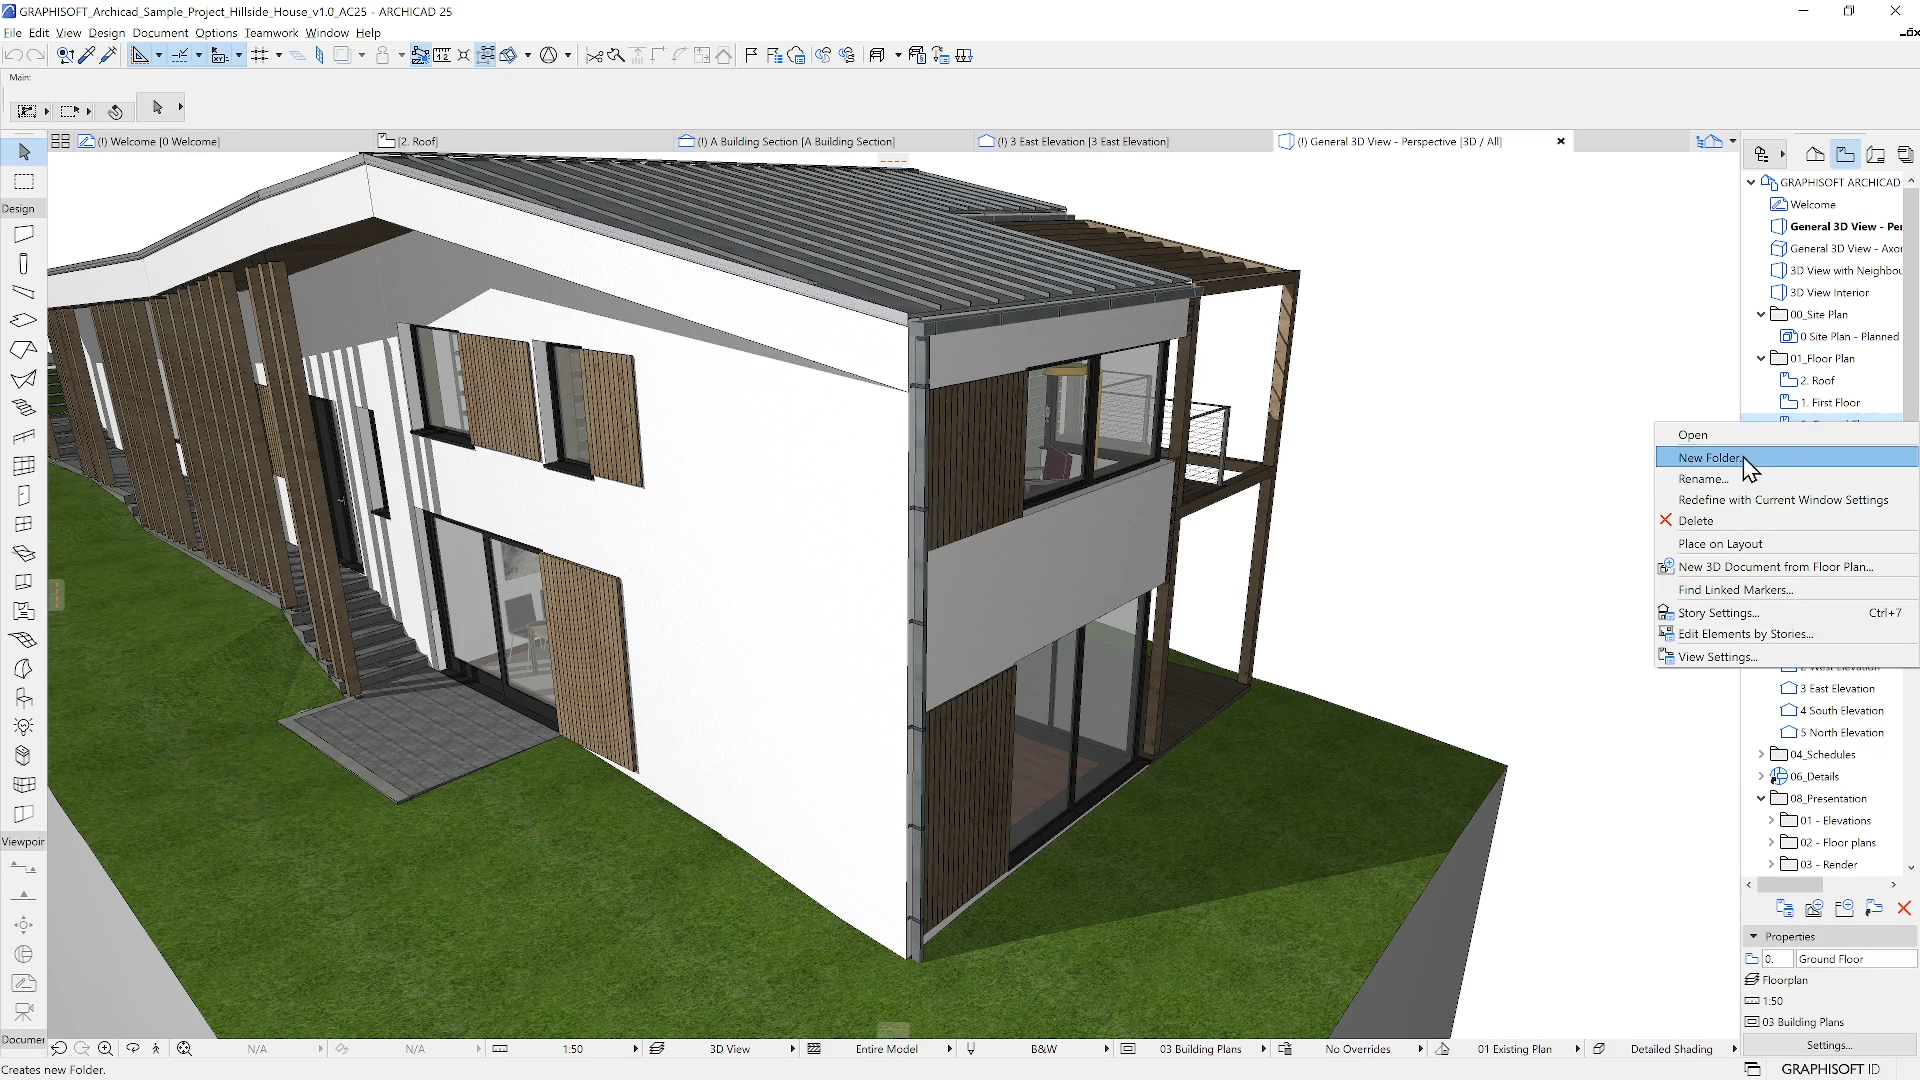 GRAPHISOFT_Archicad_Sample_Project_Hillside_House_v1.0_AC25 - ARCHICAD 25
File Edit View Design Document Options Teamwork Window Help
Main:
(!) Welcome [0 Welcome]
[2. Roof]
(!) A Building Section [A Building Section]
(!) 3 East Elevation [3 East Elevation]
(!) General 3D View - Perspective [3D / All]
Design
Viewpoir
Documer
GRAPHISOFT ARCHICAD
Welcome
General 3D View - Per
General 3D View - Axor
3D View with Neighbou
3D View Interior
00_Site Plan
0 Site Plan - Planned
01_Floor Plan
2. Roof
1. First Floor
Open
New Folder...
Rename...
Redefine with Current Window Settings
Delete
Place on Layout
New 3D Document from Floor Plan...
Find Linked Markers...
Story Settings... Ctrl+7
Edit Elements by Stories...
View Settings...
2 West Elevation
3 East Elevation
4 South Elevation
5 North Elevation
04_Schedules
06_Details
08_Presentation
01 - Elevations
02 - Floor plans
03 - Render
Properties
0. Ground Floor
Floorplan
1:50
03 Building Plans
Settings...
N/A N/A 1:50 3D View Entire Model B&W 03 Building Plans No Overrides 01 Existing Plan Detailed Shading
Creates new Folder.
GRAPHISOFT ID